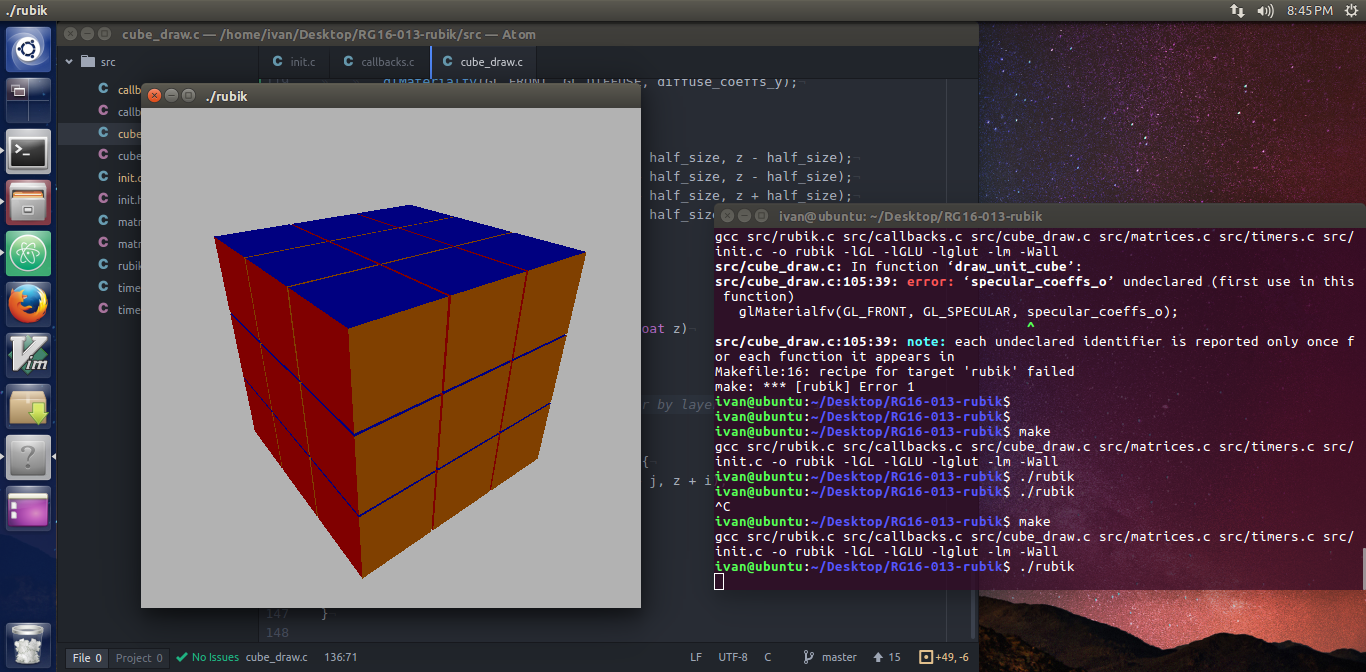 ./rubik
8:45 PM
cube_draw.c — /home/ivan/Desktop/RG16-013-rubik/src — Atom
src
init.c
callbacks.c
cube_draw.c
callb
callb
cube
cube
init.c
init.h
matr
matr
rubik
time
time
diffuse_coeffs_y);
./rubik
half_size, z - half_size);
half_size, z - half_size);
half_size, z + half_size);
half_size
oat z)
r by laye
{
j, z + i
147 }
148
ivan@ubuntu: ~/Desktop/RG16-013-rubik
gcc src/rubik.c src/callbacks.c src/cube_draw.c src/matrices.c src/timers.c src/
init.c -o rubik -lGL -lGLU -lglut -lm -Wall
src/cube_draw.c: In function ‘draw_unit_cube’:
src/cube_draw.c:105:39: error: ‘specular_coeffs_o’ undeclared (first use in this
function)
glMaterialfv(GL_FRONT, GL_SPECULAR, specular_coeffs_o);
^
src/cube_draw.c:105:39: note: each undeclared identifier is reported only once f
or each function it appears in
Makefile:16: recipe for target 'rubik' failed
make: *** [rubik] Error 1
ivan@ubuntu:~/Desktop/RG16-013-rubik$
ivan@ubuntu:~/Desktop/RG16-013-rubik$
ivan@ubuntu:~/Desktop/RG16-013-rubik$ make
gcc src/rubik.c src/callbacks.c src/cube_draw.c src/matrices.c src/timers.c src/
init.c -o rubik -lGL -lGLU -lglut -lm -Wall
ivan@ubuntu:~/Desktop/RG16-013-rubik$ ./rubik
ivan@ubuntu:~/Desktop/RG16-013-rubik$ ./rubik
^C
ivan@ubuntu:~/Desktop/RG16-013-rubik$ make
gcc src/rubik.c src/callbacks.c src/cube_draw.c src/matrices.c src/timers.c src/
init.c -o rubik -lGL -lGLU -lglut -lm -Wall
ivan@ubuntu:~/Desktop/RG16-013-rubik$ ./rubik
File 0 Project 0 No Issues cube_draw.c 136:71 LF UTF-8 C master 15 +49, -6